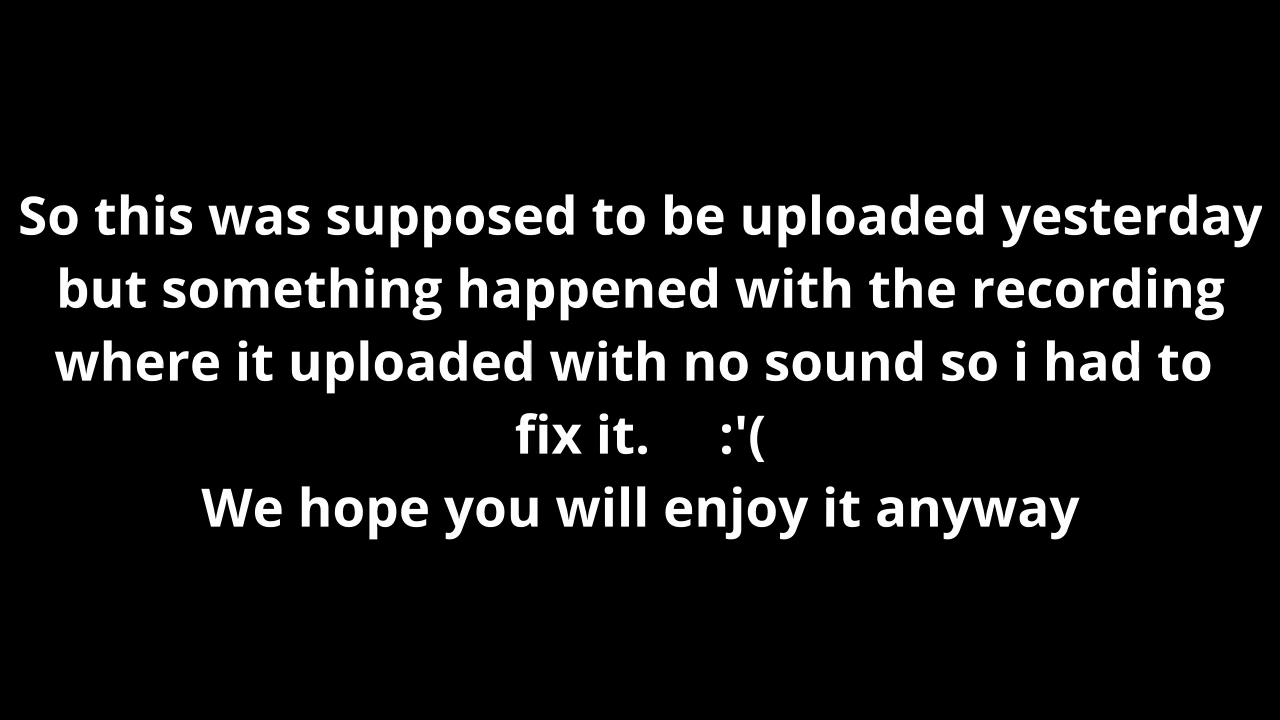 So this was supposed to be uploaded yesterday
but something happened with the recording
where it uploaded with no sound so i had to
fix it. :'(
We hope you will enjoy it anyway